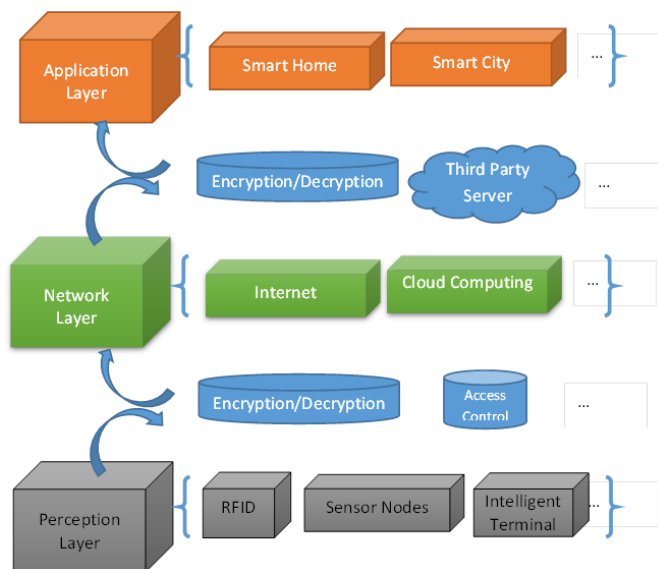 Application
Layer
Smart Home
Smart City
...
Encryption/Decryption
Third Party
Server
...
Network
Layer
Internet
Cloud Computing
...
Encryption/Decryption
Access
Control
...
Perception
Layer
RFID
Sensor Nodes
Intelligent
Terminal
...